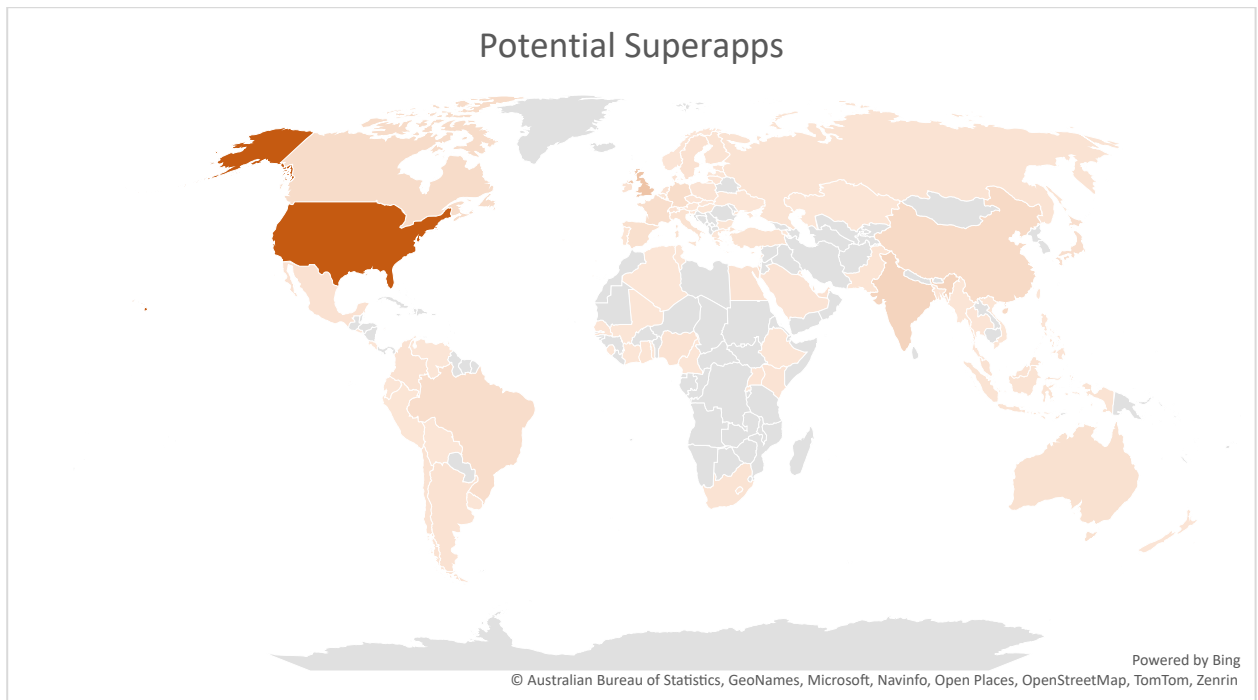 Potential Superapps
Powered by Bing
© Australian Bureau of Statistics, GeoNames, Microsoft, Navinfo, Open Places, OpenStreetMap, TomTom, Zenrin